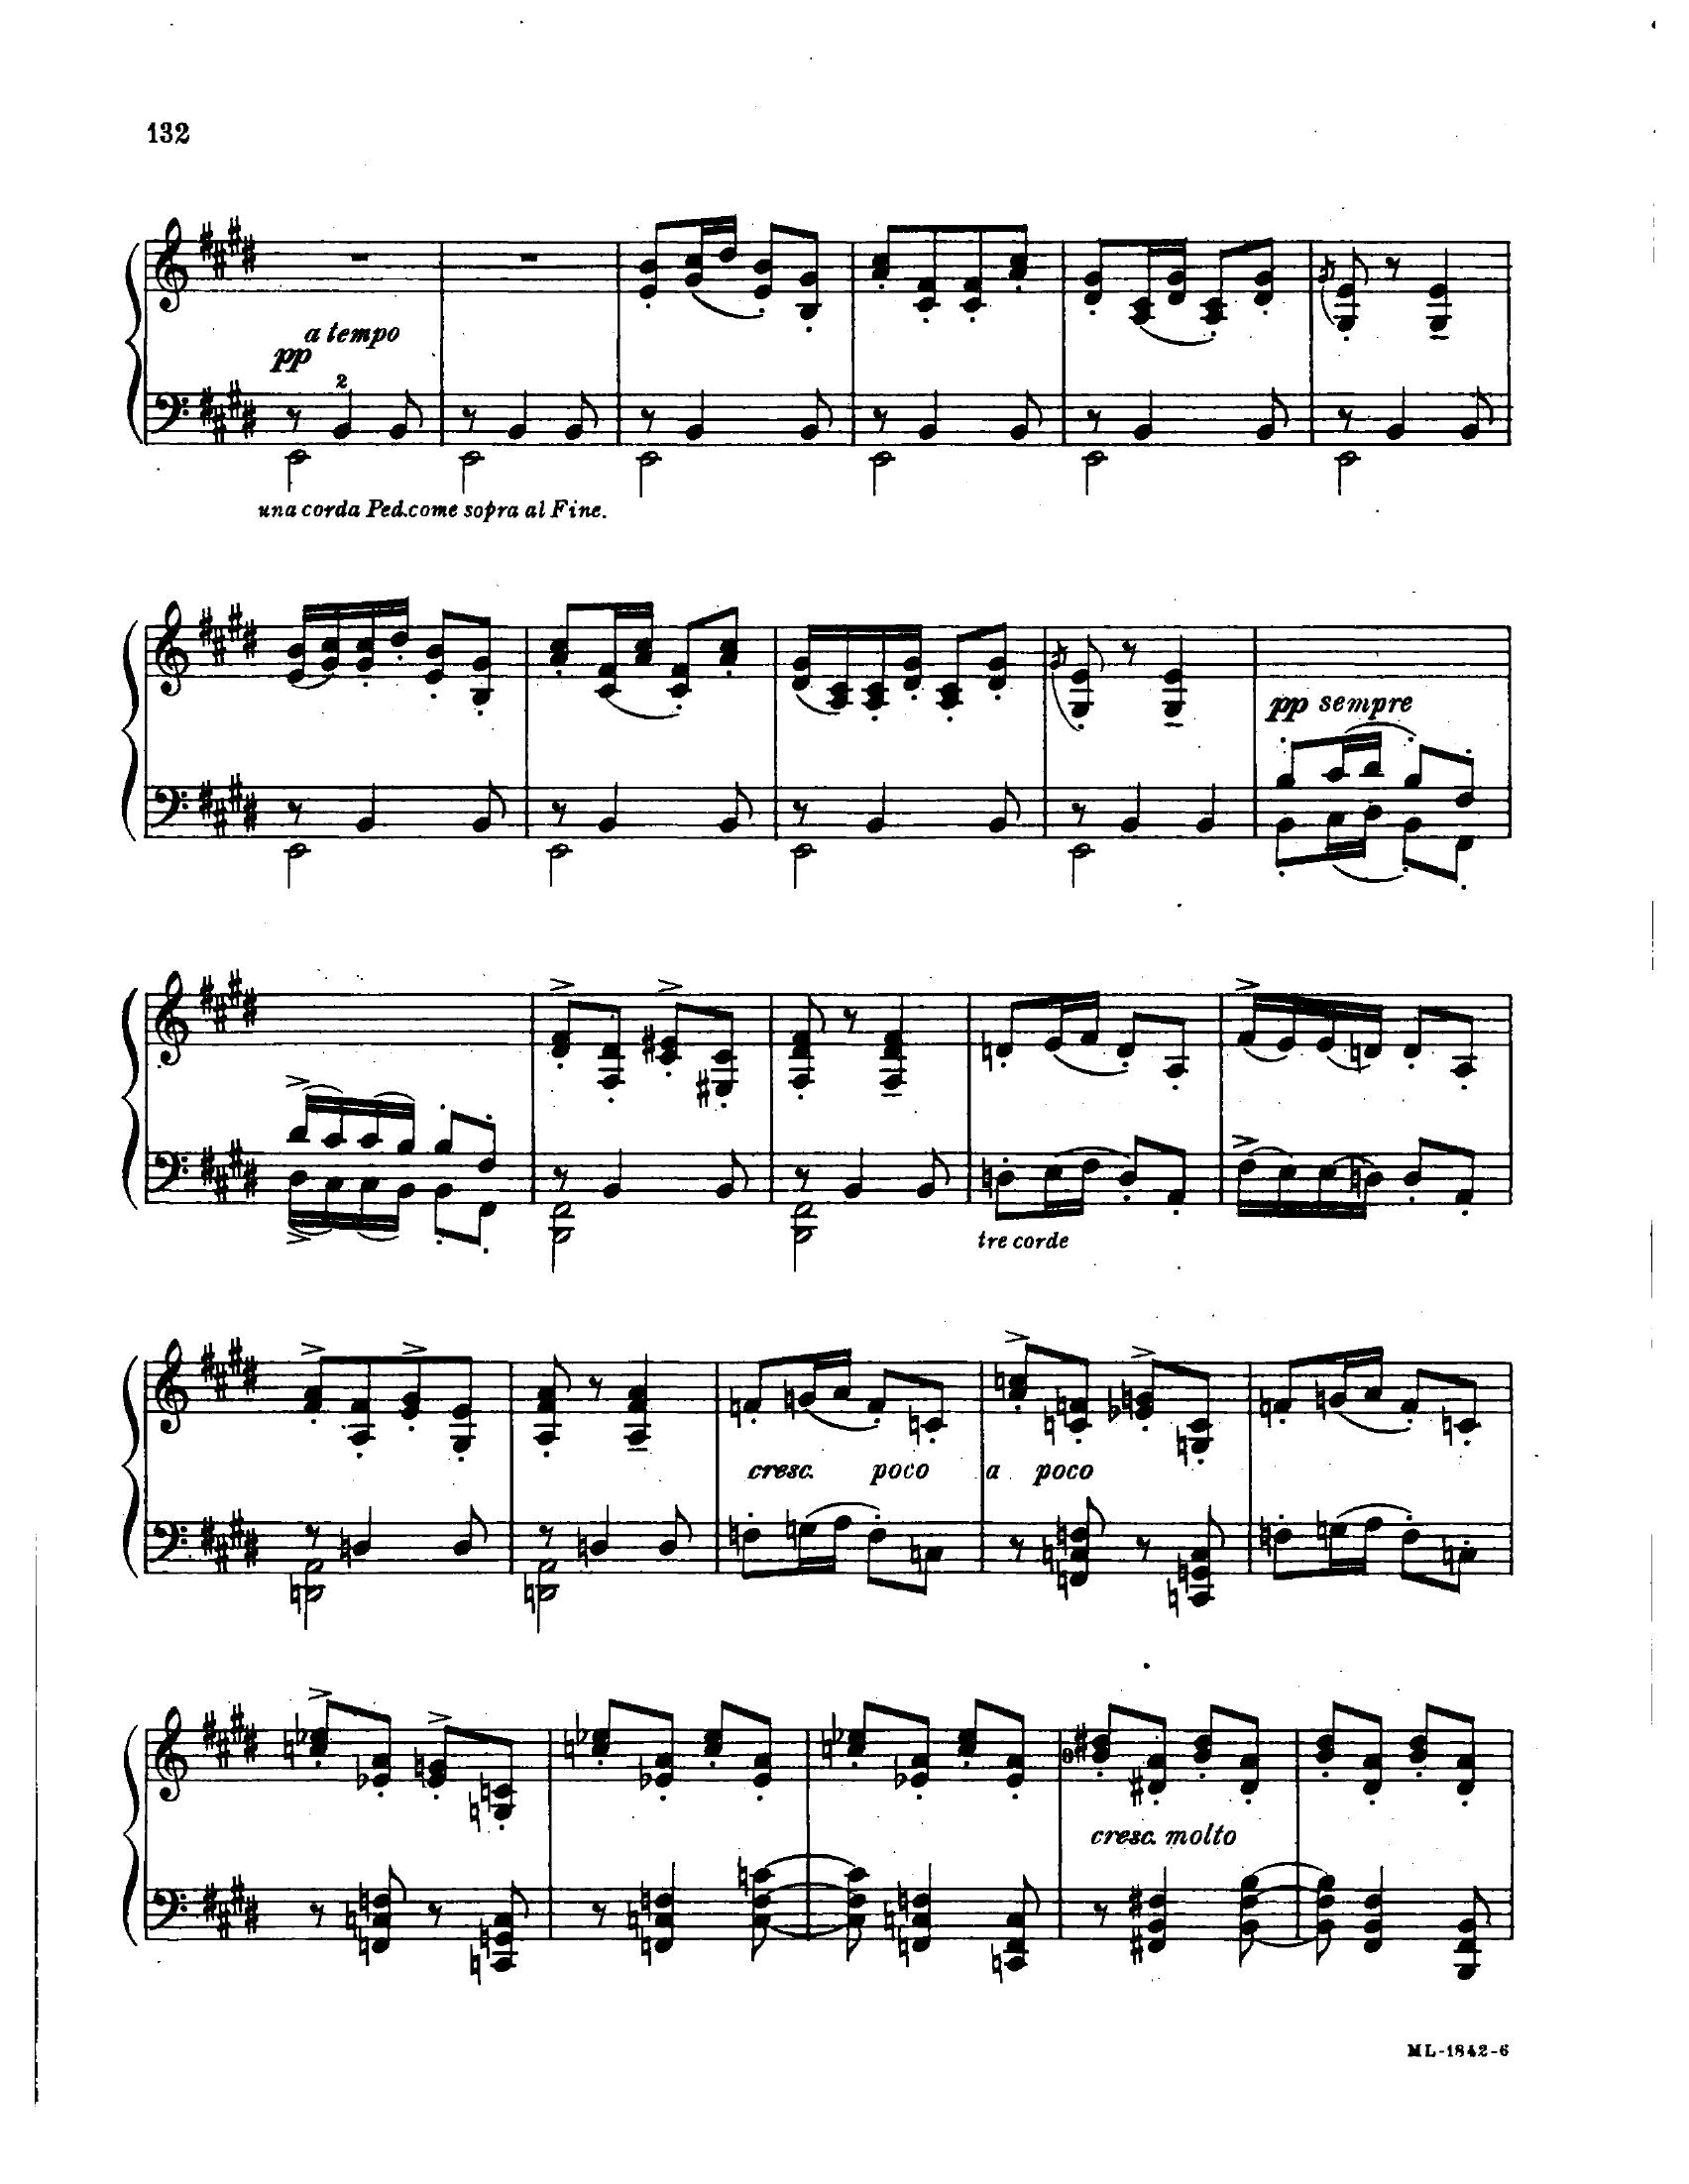 132
a tempo
pp
2
una corda Ped. come sopra al Fine.
pp sempre
tre corde
cresc. poco a poco
cresc. molto
ML-1842-6